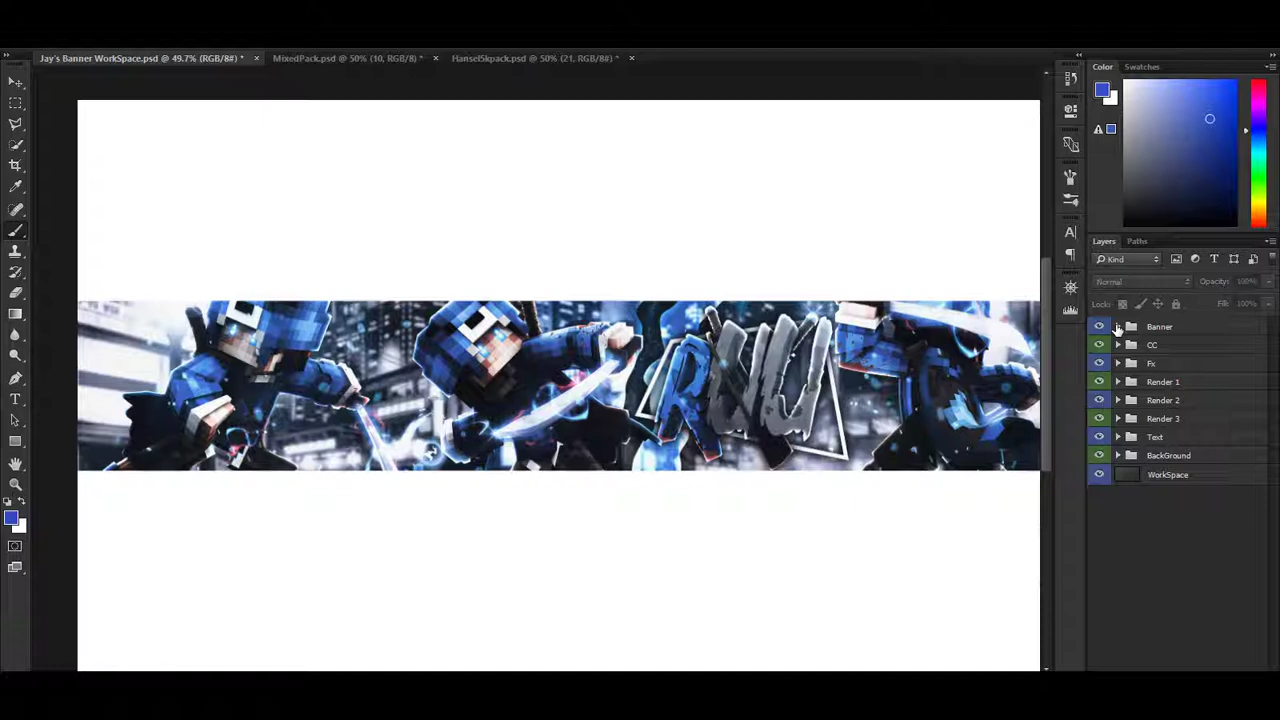 Jay's Banner WorkSpace.psd @ 49.7% (RGB/8#) * MixedPack.psd @ 50% (10, RGB/8) * Hansel5kpack.psd @ 50% (21, RGB/8#) *
Color Swatches
Layers Paths
Kind
Normal Opacity: 100%
Lock: Fill: 100%
Banner
CC
Fx
Render 1
Render 2
Render 3
Text
BackGround
WorkSpace